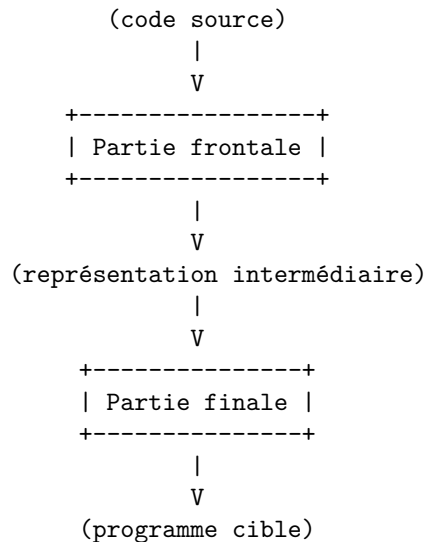 (code source)
|
V
+-----------------+
| Partie frontale |
+-----------------+
|
V
(représentation intermédiaire)
|
V
+---------------+
| Partie finale |
+---------------+
|
V
(programme cible)